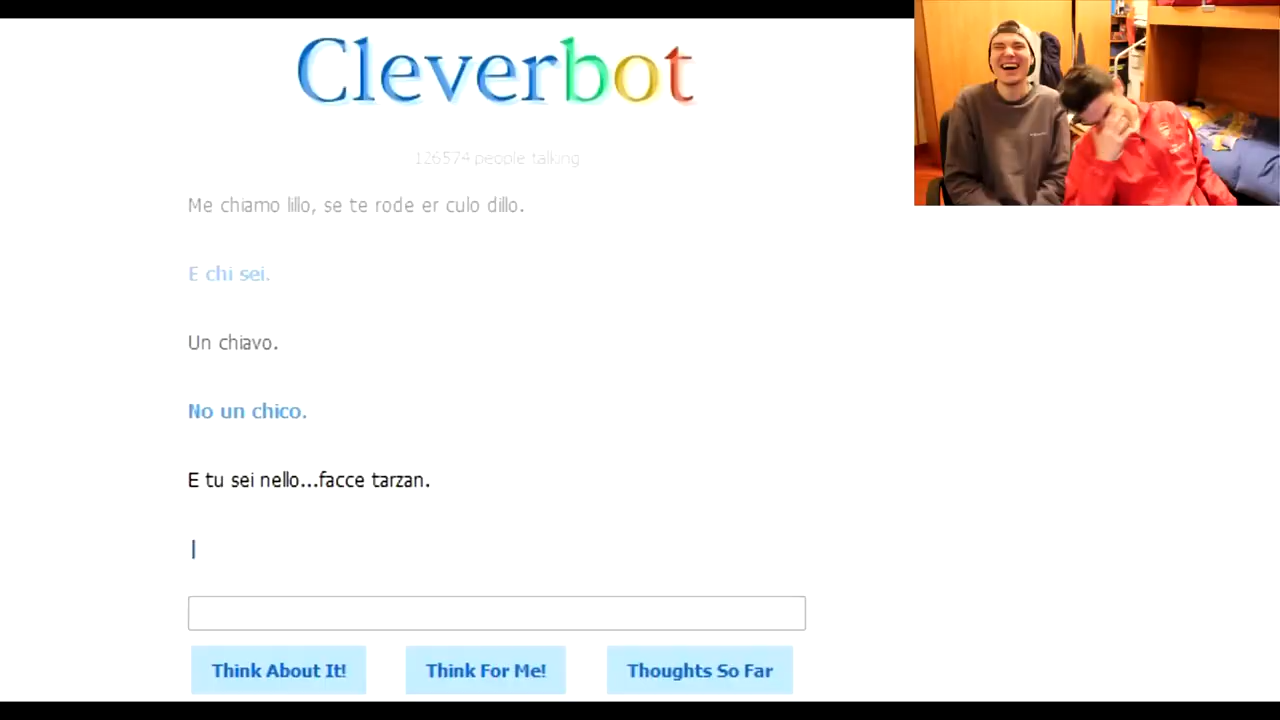 Cleverbot
126574 people talking
Me chiamo lillo, se te rode er culo dillo.
E chi sei.
Un chiavo.
No un chico.
E tu sei nello...facce tarzan.
Think About It!
Think For Me!
Thoughts So Far